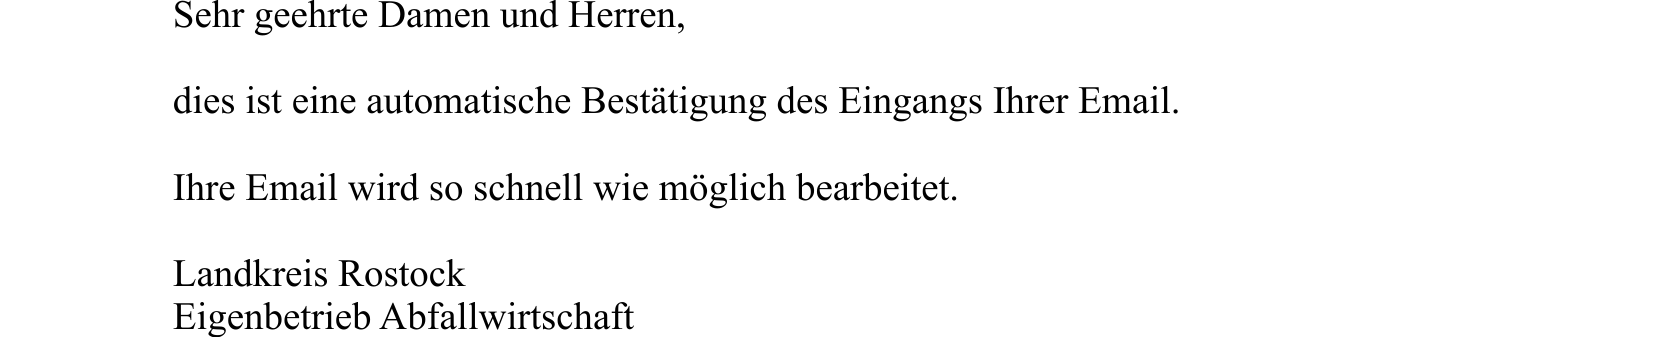 Sehr geehrte Damen und Herren,
dies ist eine automatische Bestätigung des Eingangs Ihrer Email.
Ihre Email wird so schnell wie möglich bearbeitet.
Landkreis Rostock
Eigenbetrieb Abfallwirtschaft